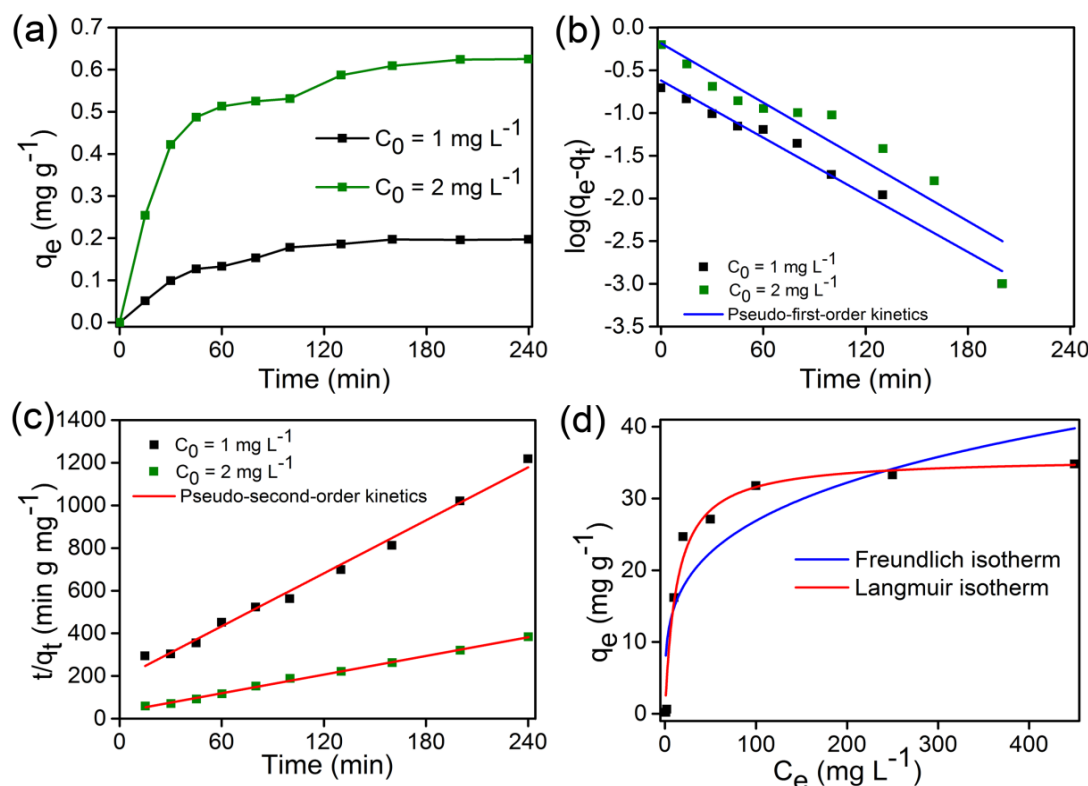 (a)
0.7
0.6
0.5
0.4
0.3
0.2
0.1
0.0
qₑ (mg g⁻¹)
C₀ = 1 mg L⁻¹
C₀ = 2 mg L⁻¹
0 60 120 180 240
Time (min)
(b)
0.0
-0.5
-1.0
-1.5
-2.0
-2.5
-3.0
-3.5
log(qₑ-qₜ)
C₀ = 1 mg L⁻¹
C₀ = 2 mg L⁻¹
Pseudo-first-order kinetics
0 60 120 180 240
Time (min)
(c)
1400
1200
1000
800
600
400
200
0
t/qₜ (min g mg⁻¹)
C₀ = 1 mg L⁻¹
C₀ = 2 mg L⁻¹
Pseudo-second-order kinetics
0 60 120 180 240
Time (min)
(d)
40
30
20
10
0
qₑ (mg g⁻¹)
Freundlich isotherm
Langmuir isotherm
0 100 200 300 400
Cₑ (mg L⁻¹)